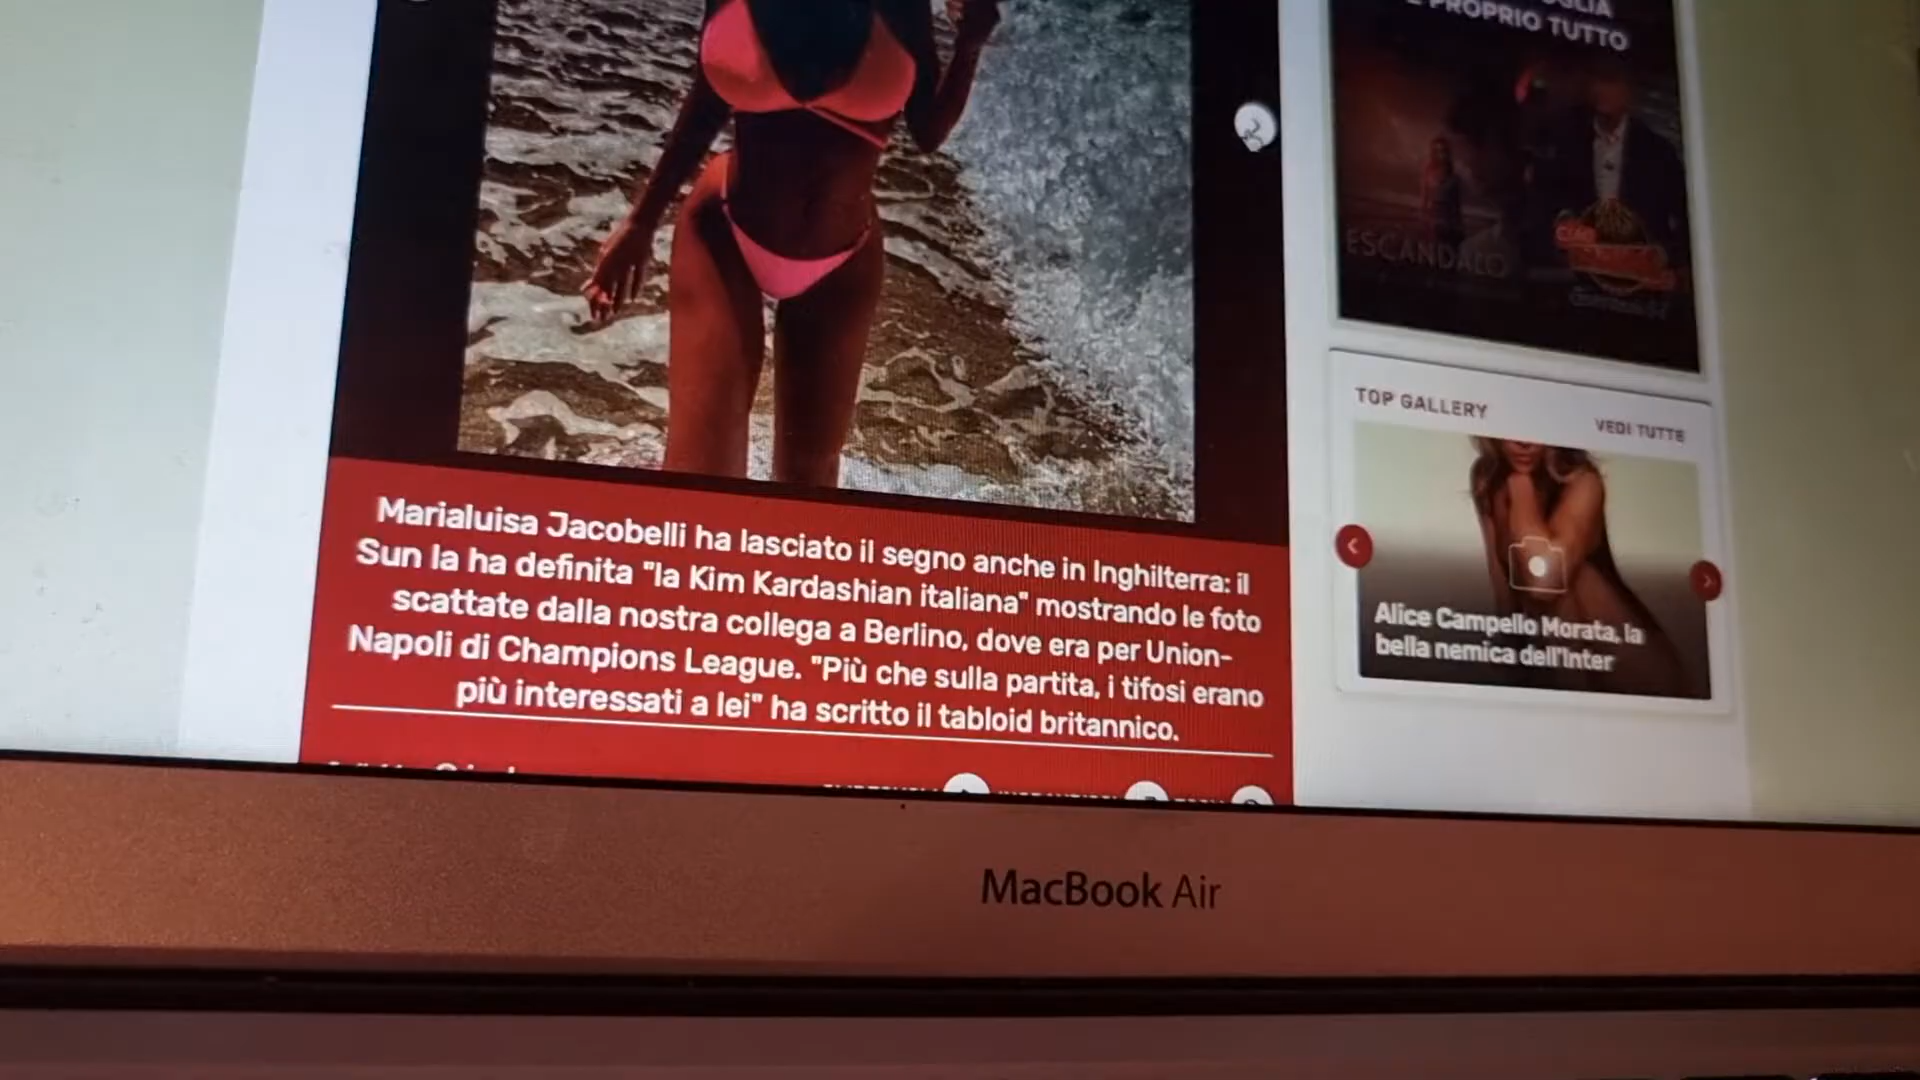 PROPRIO TUTTO
ESCANDALO
TOP GALLERY
VEDI TUTTE
Alice Campello Morata, la
bella nemica dell'Inter
Marialuisa Jacobelli ha lasciato il segno anche in Inghilterra: il
Sun la ha definita "la Kim Kardashian italiana" mostrando le foto
scattate dalla nostra collega a Berlino, dove era per Union-
Napoli di Champions League. "Più che sulla partita, i tifosi erano
più interessati a lei" ha scritto il tabloid britannico.
MacBook Air